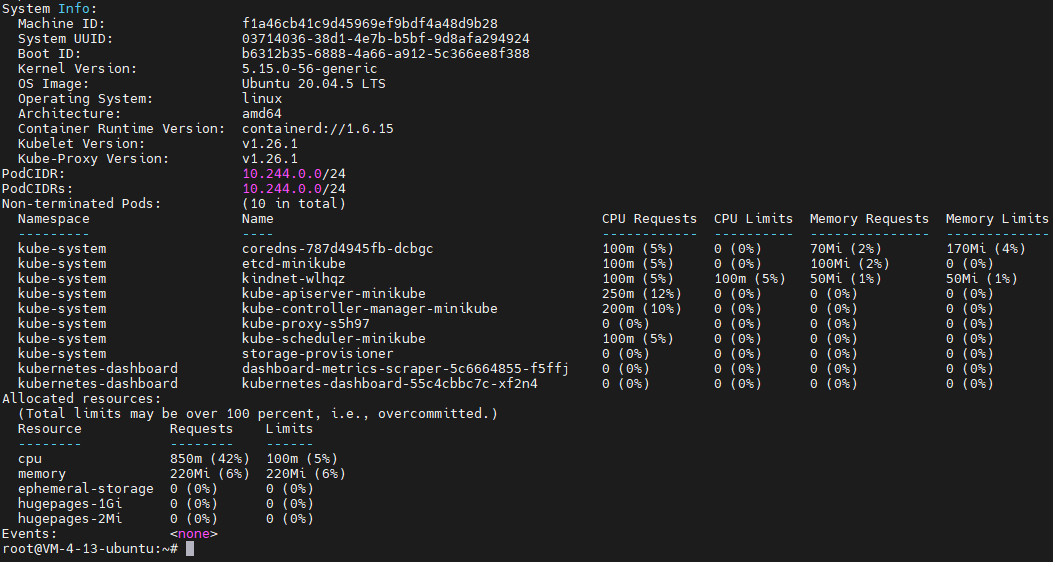 System Info:
  Machine ID:                 f1a46cb41c9d45969ef9bdf4a48d9b28
  System UUID:                03714036-38d1-4e7b-b5bf-9d8afa294924
  Boot ID:                    b6312b35-6888-4a66-a912-5c366ee8f388
  Kernel Version:             5.15.0-56-generic
  OS Image:                   Ubuntu 20.04.5 LTS
  Operating System:           linux
  Architecture:               amd64
  Container Runtime Version:  containerd://1.6.15
  Kubelet Version:            v1.26.1
  Kube-Proxy Version:         v1.26.1
PodCIDR:                      10.244.0.0/24
PodCIDRs:                     10.244.0.0/24
Non-terminated Pods:          (10 in total)
  Namespace                   Name                                         CPU Requests  CPU Limits  Memory Requests  Memory Limits
  ---------                   ----                                         ------------  ----------  ---------------  -------------
  kube-system                 coredns-787d4945fb-dcbgc                     100m (5%)     0 (0%)      70Mi (2%)        170Mi (4%)
  kube-system                 etcd-minikube                                100m (5%)     0 (0%)      100Mi (2%)       0 (0%)
  kube-system                 kindnet-wlhqz                                100m (5%)     100m (5%)   50Mi (1%)        50Mi (1%)
  kube-system                 kube-apiserver-minikube                      250m (12%)    0 (0%)      0 (0%)           0 (0%)
  kube-system                 kube-controller-manager-minikube             200m (10%)    0 (0%)      0 (0%)           0 (0%)
  kube-system                 kube-proxy-s5h97                             0 (0%)        0 (0%)      0 (0%)           0 (0%)
  kube-system                 kube-scheduler-minikube                      100m (5%)     0 (0%)      0 (0%)           0 (0%)
  kube-system                 storage-provisioner                          0 (0%)        0 (0%)      0 (0%)           0 (0%)
  kubernetes-dashboard        dashboard-metrics-scraper-5c6664855-f5ffj    0 (0%)        0 (0%)      0 (0%)           0 (0%)
  kubernetes-dashboard        kubernetes-dashboard-55c4cbbc7c-xf2n4        0 (0%)        0 (0%)      0 (0%)           0 (0%)
Allocated resources:
  (Total limits may be over 100 percent, i.e., overcommitted.)
  Resource           Requests    Limits
  --------           --------    ------
  cpu                850m (42%)  100m (5%)
  memory             220Mi (6%)  220Mi (6%)
  ephemeral-storage  0 (0%)      0 (0%)
  hugepages-1Gi      0 (0%)      0 (0%)
  hugepages-2Mi      0 (0%)      0 (0%)
Events:              <none>
root@VM-4-13-ubuntu:~#